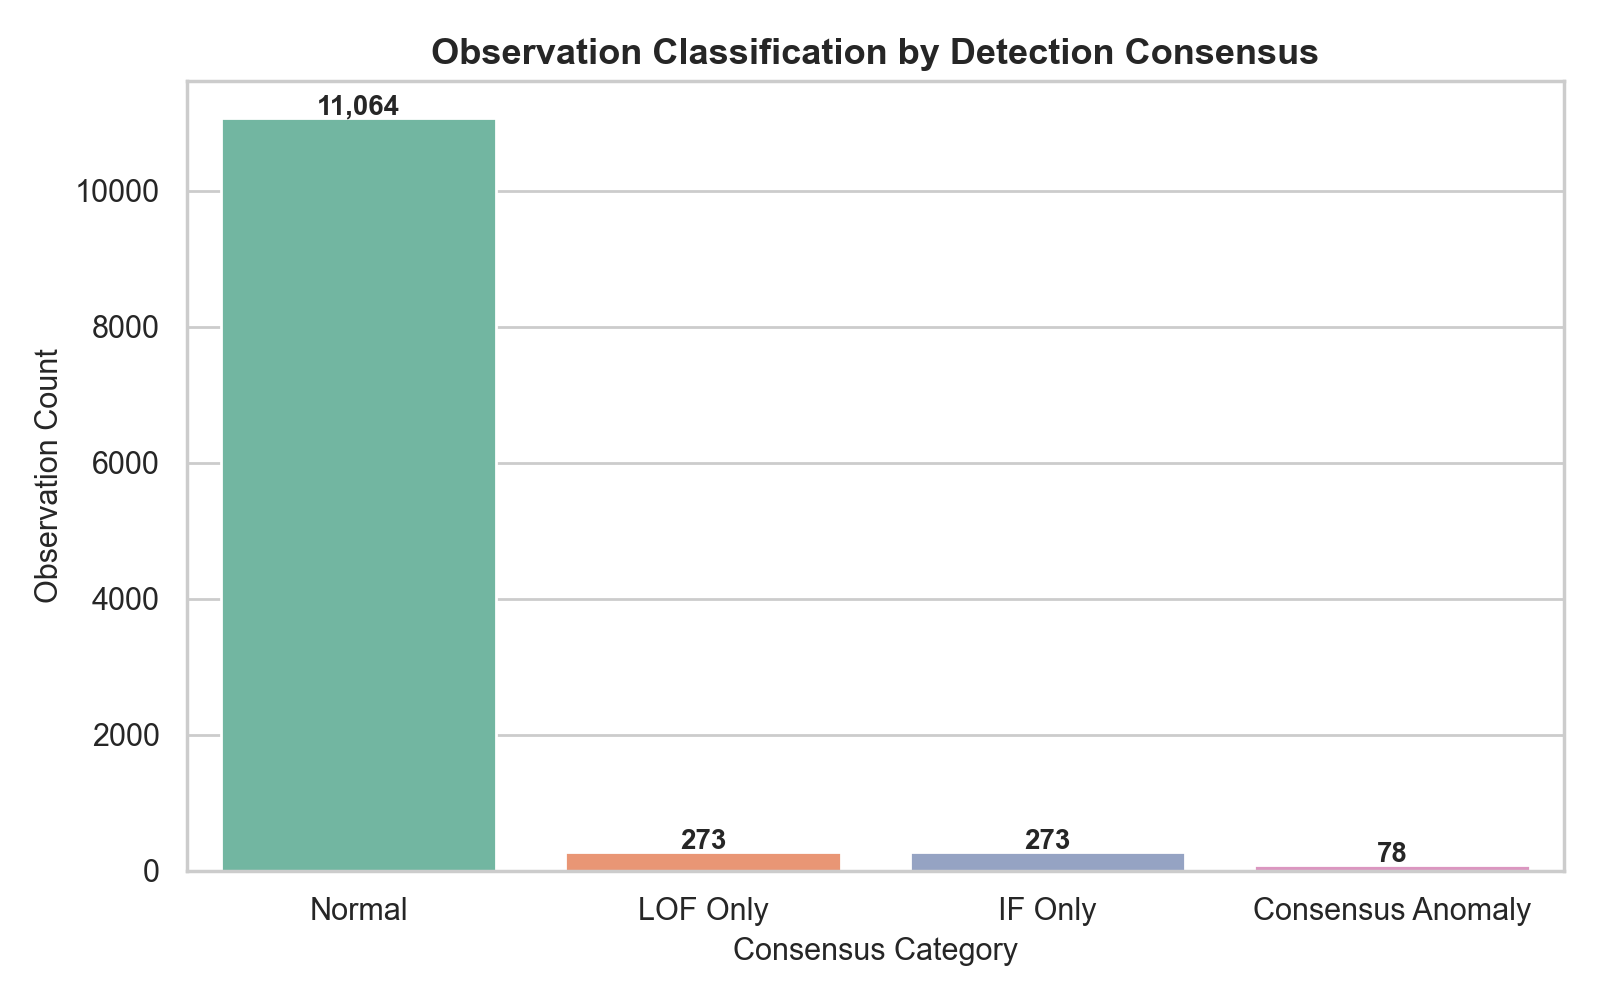 Observation Classification by Detection Consensus
11,064
10000
8000
6000
4000
2000
0
Observation Count
273
273
78
Normal
LOF Only
IF Only
Consensus Anomaly
Consensus Category